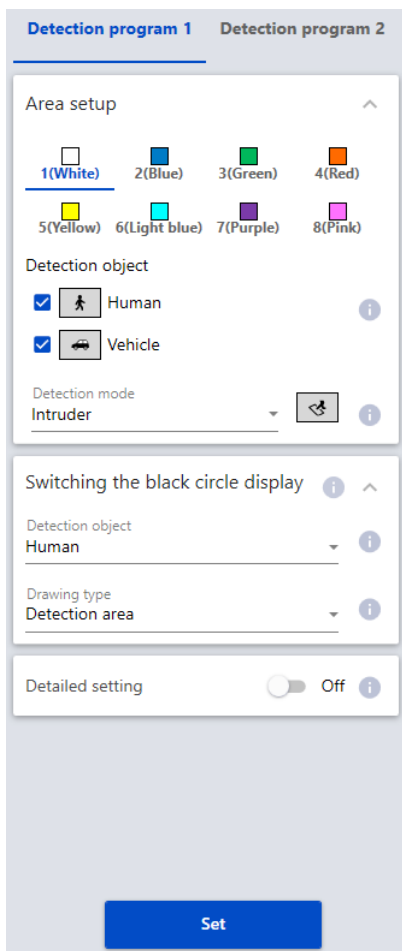 Detection program 1 Detection program 2
Area setup
1(White) 2(Blue) 3(Green) 4(Red)
5(Yellow) 6(Light blue) 7(Purple) 8(Pink)
Detection object
Human
Vehicle
Detection mode
Intruder
Switching the black circle display
Detection object
Human
Drawing type
Detection area
Detailed setting Off
Set